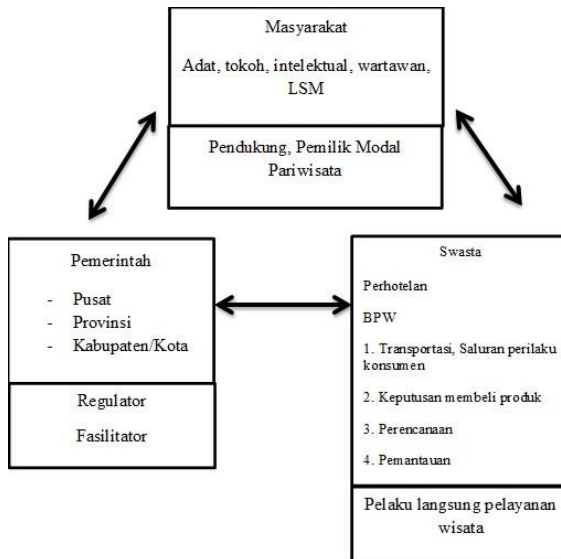 Masyarakat
Adat, tokoh, intelektual, wartawan,
LSM
Pendukung, Pemilik Modal
Pariwisata
Pemerintah
- Pusat
- Provinsi
- Kabupaten/Kota
Regulator
Fasilitator
Swasta
Perhotelan
BPW
1. Transportasi, Saluran perilaku
konsumen
2. Keputusan membeli produk
3. Perencanaan
4. Pemantauan
Pelaku langsung pelayanan
wisata